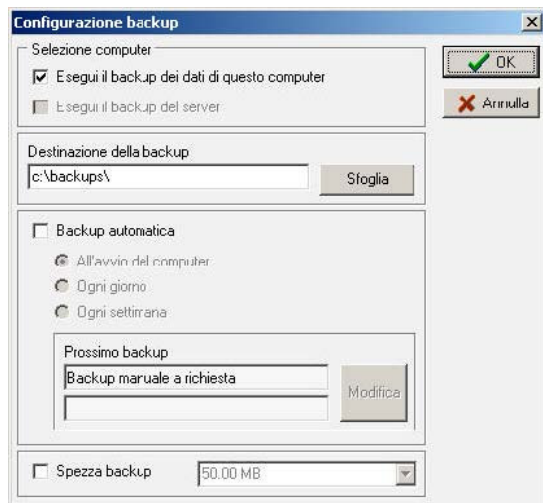 Configurazione backup
Selezione computer
Esegui il backup dei dati di questo computer
Esegui il backup del server
OK
Annulla
Destinazione della backup
c:\backups\
Sfoglia
Backup automatica
All'avvio del computer
Ogni giorno
Ogni settimana
Prossimo backup
Backup manuale a richiesta
Modifica
Spezza backup
50.00 MB